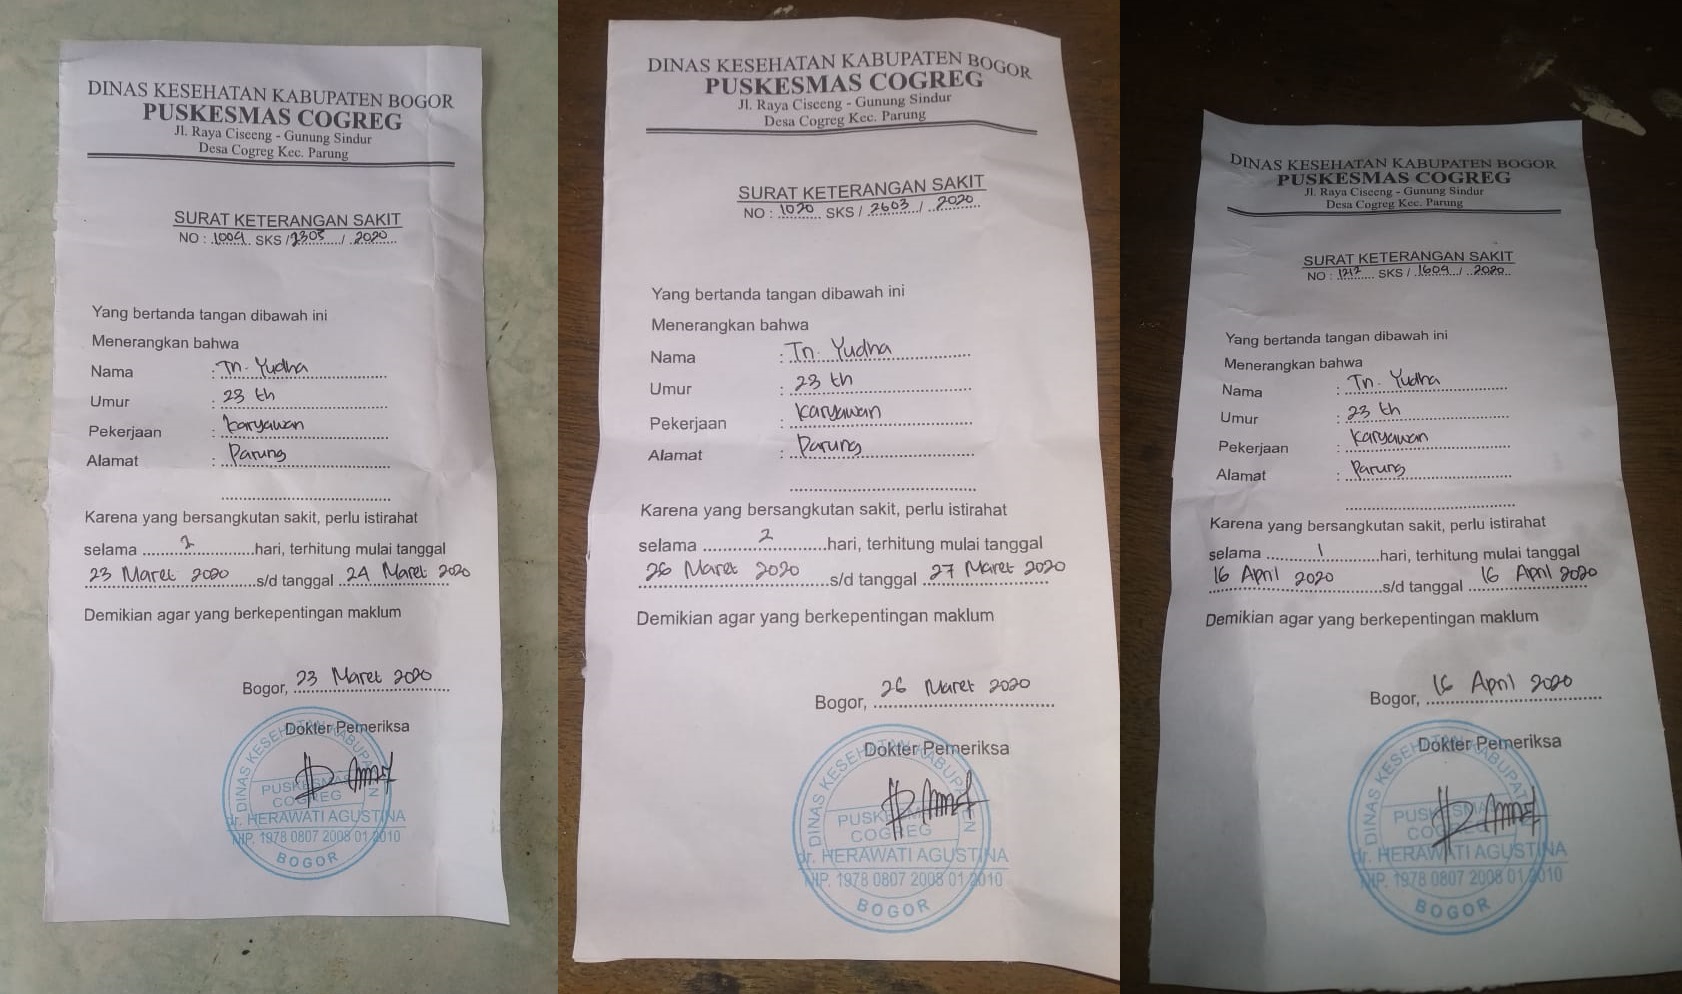 DINAS KESEHATAN KABUPATEN BOGOR
PUSKESMAS COGREG
Jl. Raya Ciseeng - Gunung Sindur
Desa Cogreg Kec. Parung
SURAT KETERANGAN SAKIT
NO : 1009 SKS / 2303 / 2020
Yang bertanda tangan dibawah ini
Menerangkan bahwa
Nama : Tn. Yudha
Umur : 23 th
Pekerjaan : karyawan
Alamat : Parung
Karena yang bersangkutan sakit, perlu istirahat
selama 2 hari, terhitung mulai tanggal
23 Maret 2020 s/d tanggal 24 Maret 2020
Demikian agar yang berkepentingan maklum
Bogor, 23 Maret 2020
Dokter Pemeriksa
DINAS KESEHATAN KABUPATEN
PUSKESMAS
COGREG
dr. HERAWATI AGUSTINA
NIP. 1978 0807 2008 01 2010
BOGOR
DINAS KESEHATAN KABUPATEN BOGOR
PUSKESMAS COGREG
Jl. Raya Ciseeng - Gunung Sindur
Desa Cogreg Kec. Parung
SURAT KETERANGAN SAKIT
NO : 1020 SKS / 2603 / 2020
Yang bertanda tangan dibawah ini
Menerangkan bahwa
Nama : Tn. Yudha
Umur : 23 th
Pekerjaan : karyawan
Alamat : Parung
Karena yang bersangkutan sakit, perlu istirahat
selama 2 hari, terhitung mulai tanggal
26 Maret 2020 s/d tanggal 27 Maret 2020
Demikian agar yang berkepentingan maklum
Bogor, 26 Maret 2020
Dokter Pemeriksa
DINAS KESEHATAN KABUPATEN
PUSKESMAS
COGREG
dr. HERAWATI AGUSTINA
NIP. 1978 0807 2008 01 2010
BOGOR
DINAS KESEHATAN KABUPATEN BOGOR
PUSKESMAS COGREG
Jl. Raya Ciseeng - Gunung Sindur
Desa Cogreg Kec. Parung
SURAT KETERANGAN SAKIT
NO : 1212 SKS / 1604 / 2020
Yang bertanda tangan dibawah ini
Menerangkan bahwa
Nama : Tn. Yudha
Umur : 23 th
Pekerjaan : karyawan
Alamat : Parung
Karena yang bersangkutan sakit, perlu istirahat
selama 1 hari, terhitung mulai tanggal
16 April 2020 s/d tanggal 16 April 2020
Demikian agar yang berkepentingan maklum
Bogor, 16 April 2020
Dokter Pemeriksa
DINAS KESEHATAN KABUPATEN
PUSKESMAS
COGREG
dr. HERAWATI AGUSTINA
NIP. 1978 0807 2008 01 2010
BOGOR